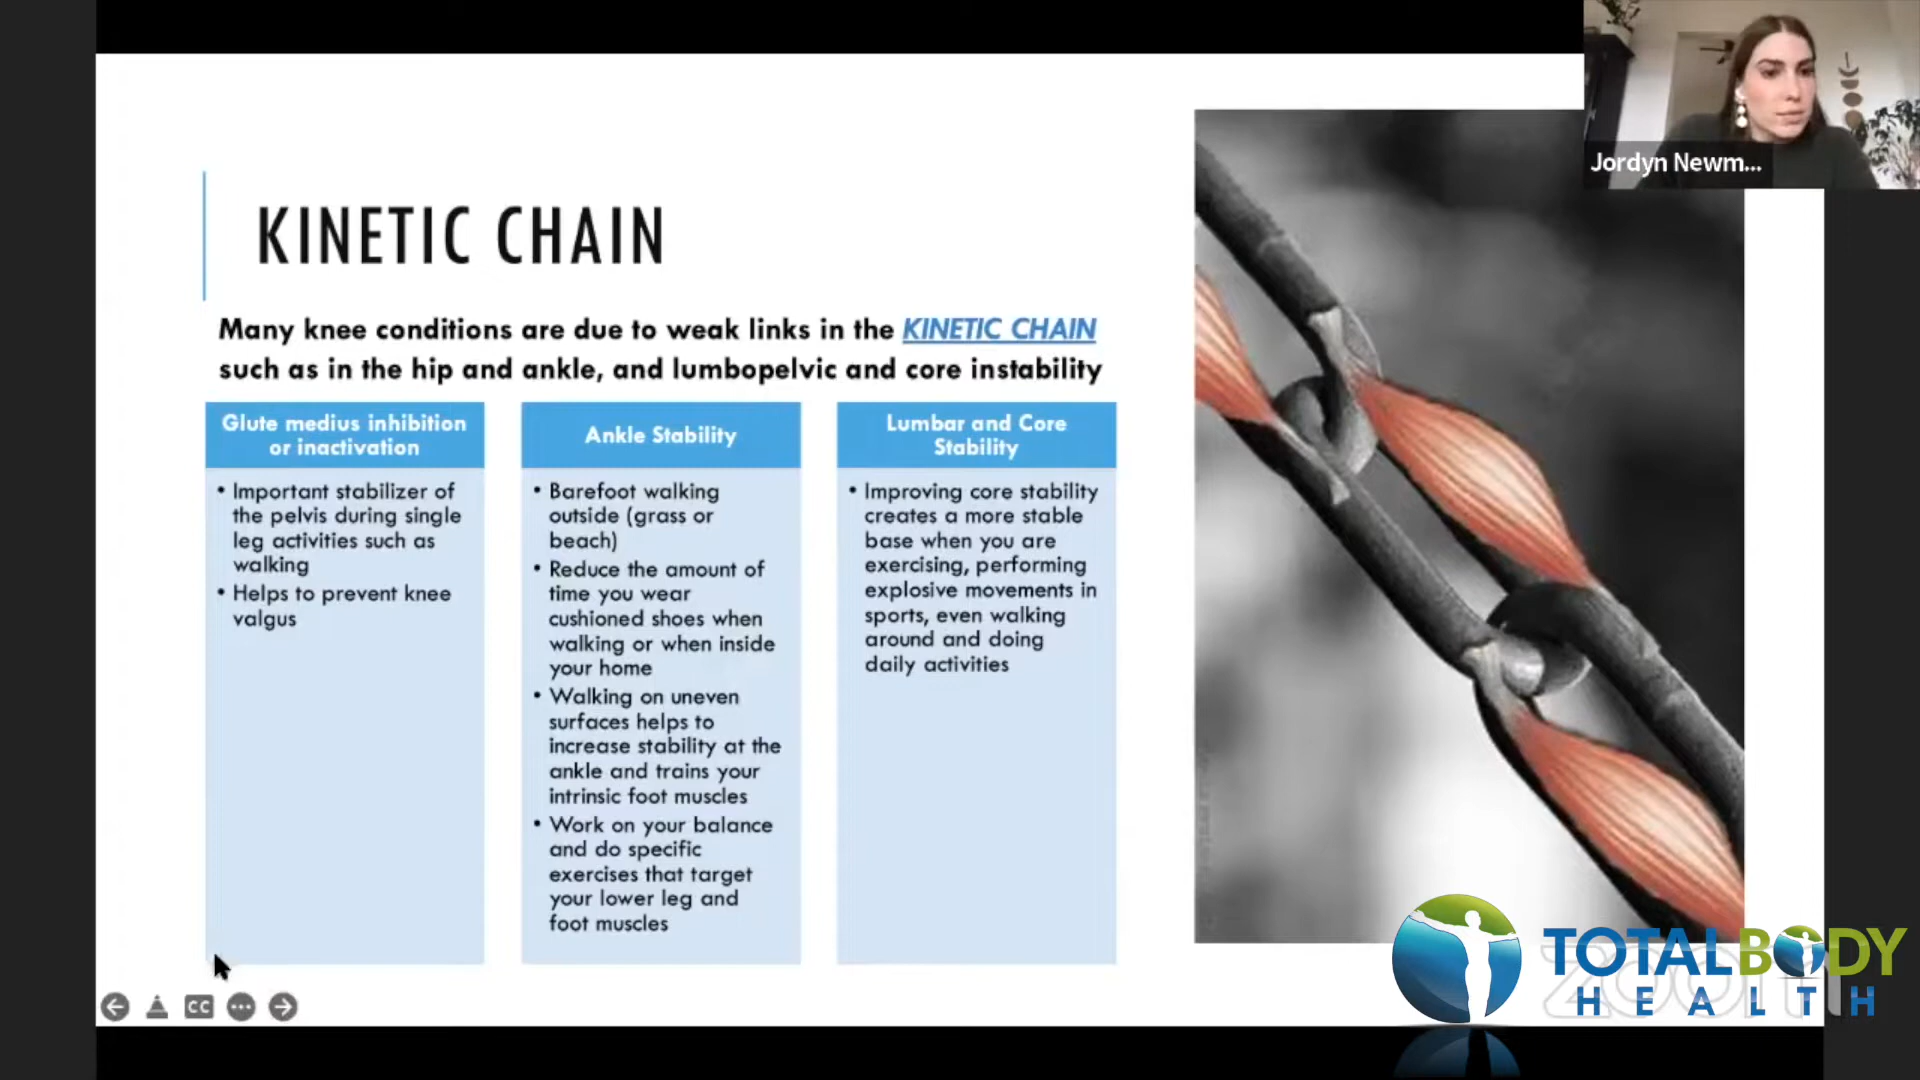 Jordyn Newm...
KINETIC CHAIN
Many knee conditions are due to weak links in the KINETIC CHAIN
such as in the hip and ankle, and lumbopelvic and core instability
Glute medius inhibition
or inactivation
• Important stabilizer of
the pelvis during single
leg activities such as
walking
• Helps to prevent knee
valgus
Ankle Stability
• Barefoot walking
outside (grass or
beach)
• Reduce the amount of
time you wear
cushioned shoes when
walking or when inside
your home
• Walking on uneven
surfaces helps to
increase stability at the
ankle and trains your
intrinsic foot muscles
• Work on your balance
and do specific
exercises that target
your lower leg and
foot muscles
Lumbar and Core
Stability
• Improving core stability
creates a more stable
base when you are
exercising, performing
explosive movements in
sports, even walking
around and doing
daily activities
CC
TOTAL BODY
HEALTH
zoom